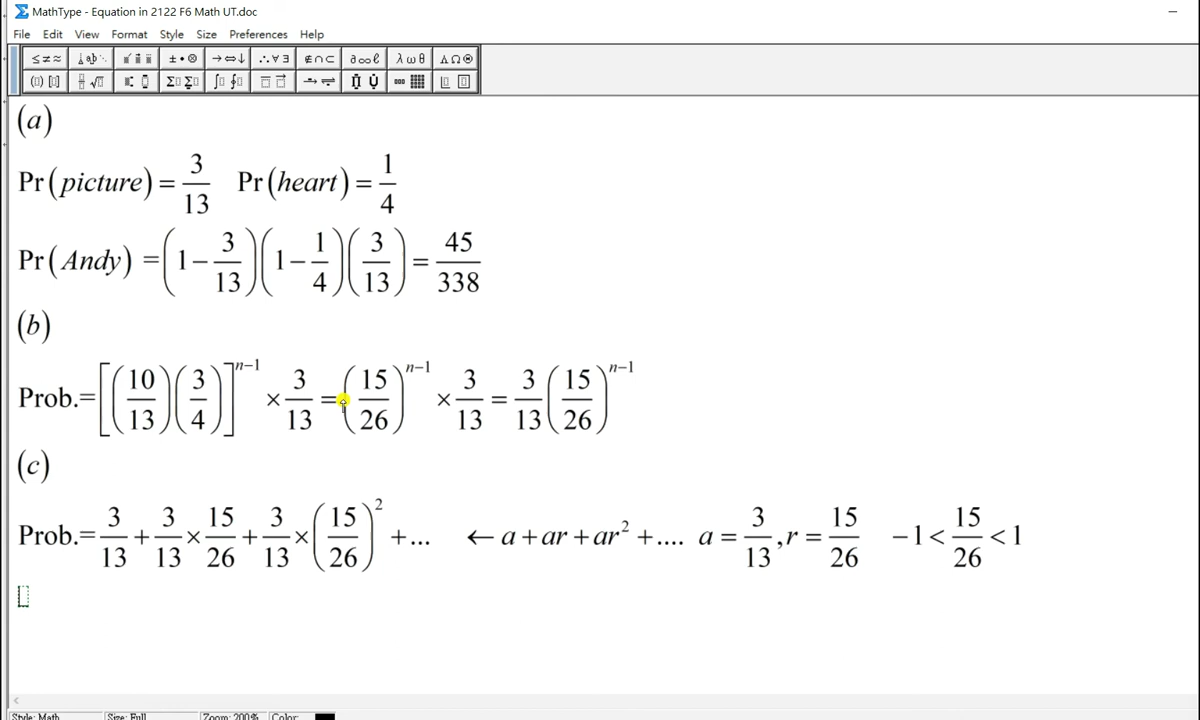 MathType - Equation in 2122 F6 Math UT.doc
File Edit View Format Style Size Preferences Help
≤≠≈ ∆ab ±•⊗ →⇔↓ ∴∀∃ ∉∩⊂ ∂∞ℓ λωθ ΛΩ⊛
(a)
Pr(picture) = 3/13 Pr(heart) = 1/4
Pr(Andy) = (1 − 3/13)(1 − 1/4)(3/13) = 45/338
(b)
Prob.= [(10/13)(3/4)]^(n−1) × 3/13 = (15/26)^(n−1) × 3/13 = 3/13 (15/26)^(n−1)
(c)
Prob.= 3/13 + 3/13 × 15/26 + 3/13 × (15/26)^2 + ... ← a + ar + ar^2 + .... a = 3/13, r = 15/26 −1 < 15/26 < 1
Style: Math Size: Full Zoom: 200% Color: